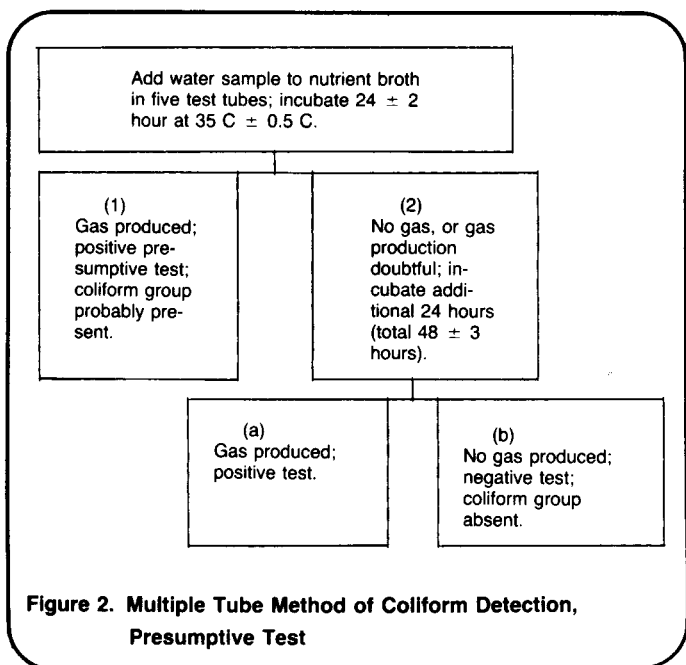 Add water sample to nutrient broth
in five test tubes; incubate 24 ± 2
hour at 35 C ± 0.5 C.
(1)
Gas produced;
positive pre-
sumptive test;
coliform group
probably pre-
sent.
(2)
No gas, or gas
production
doubtful; in-
cubate addi-
tional 24 hours
(total 48 ± 3
hours).
(a)
Gas produced;
positive test.
(b)
No gas produced;
negative test;
coliform group
absent.
Figure 2. Multiple Tube Method of Coliform Detection,
Presumptive Test